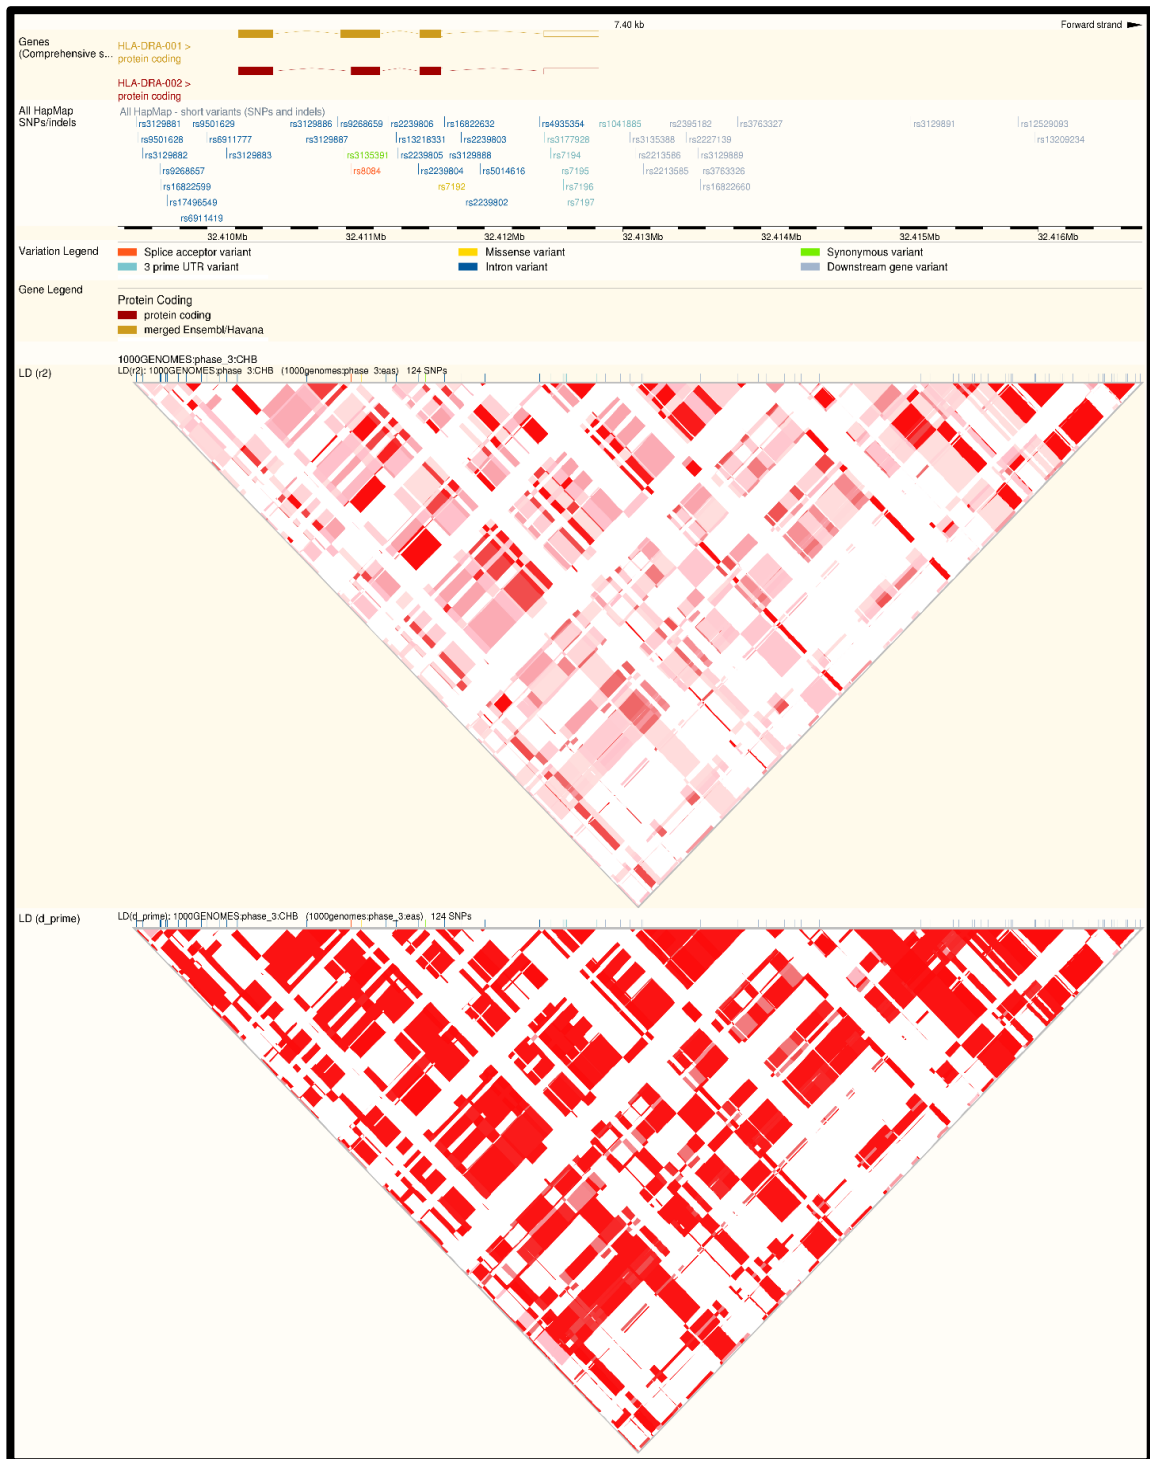 7.40 kb
Forward strand
Genes
(Comprehensive s...
HLA-DRA-001 >
protein coding
HLA-DRA-002 >
protein coding
All HapMap
SNPs/indels
All HapMap - short variants (SNPs and indels)
rs3129881 rs9501629 rs3129886 rs9268659 rs2239806 rs16822632 rs4935354 rs1041885 rs2395182 rs3763327 rs3129891 rs12529093
rs9501628 rs6911777 rs3129887 rs13218331 rs2239803 rs3177928 rs3135388 rs2227139 rs13209234
rs3129882 rs3129883 rs3135391 rs2239805 rs3129888 rs7194 rs2213586 rs3129889
rs9268657 rs8084 rs2239804 rs5014616 rs7195 rs2213585 rs3763326
rs16822599 rs7192 rs7196 rs16822660
rs17496549 rs2239802 rs7197
rs6911419
32.410Mb 32.411Mb 32.412Mb 32.413Mb 32.414Mb 32.415Mb 32.416Mb
Variation Legend
Splice acceptor variant Missense variant Synonymous variant
3 prime UTR variant Intron variant Downstream gene variant
Gene Legend
Protein Coding
protein coding
merged Ensembl/Havana
1000GENOMES:phase_3:CHB
LD (r2)
LD(r2): 1000GENOMES:phase_3:CHB (1000genomes:phase_3:eas) 124 SNPs
LD (d_prime)
LD(d_prime): 1000GENOMES:phase_3:CHB (1000genomes:phase_3:eas) 124 SNPs